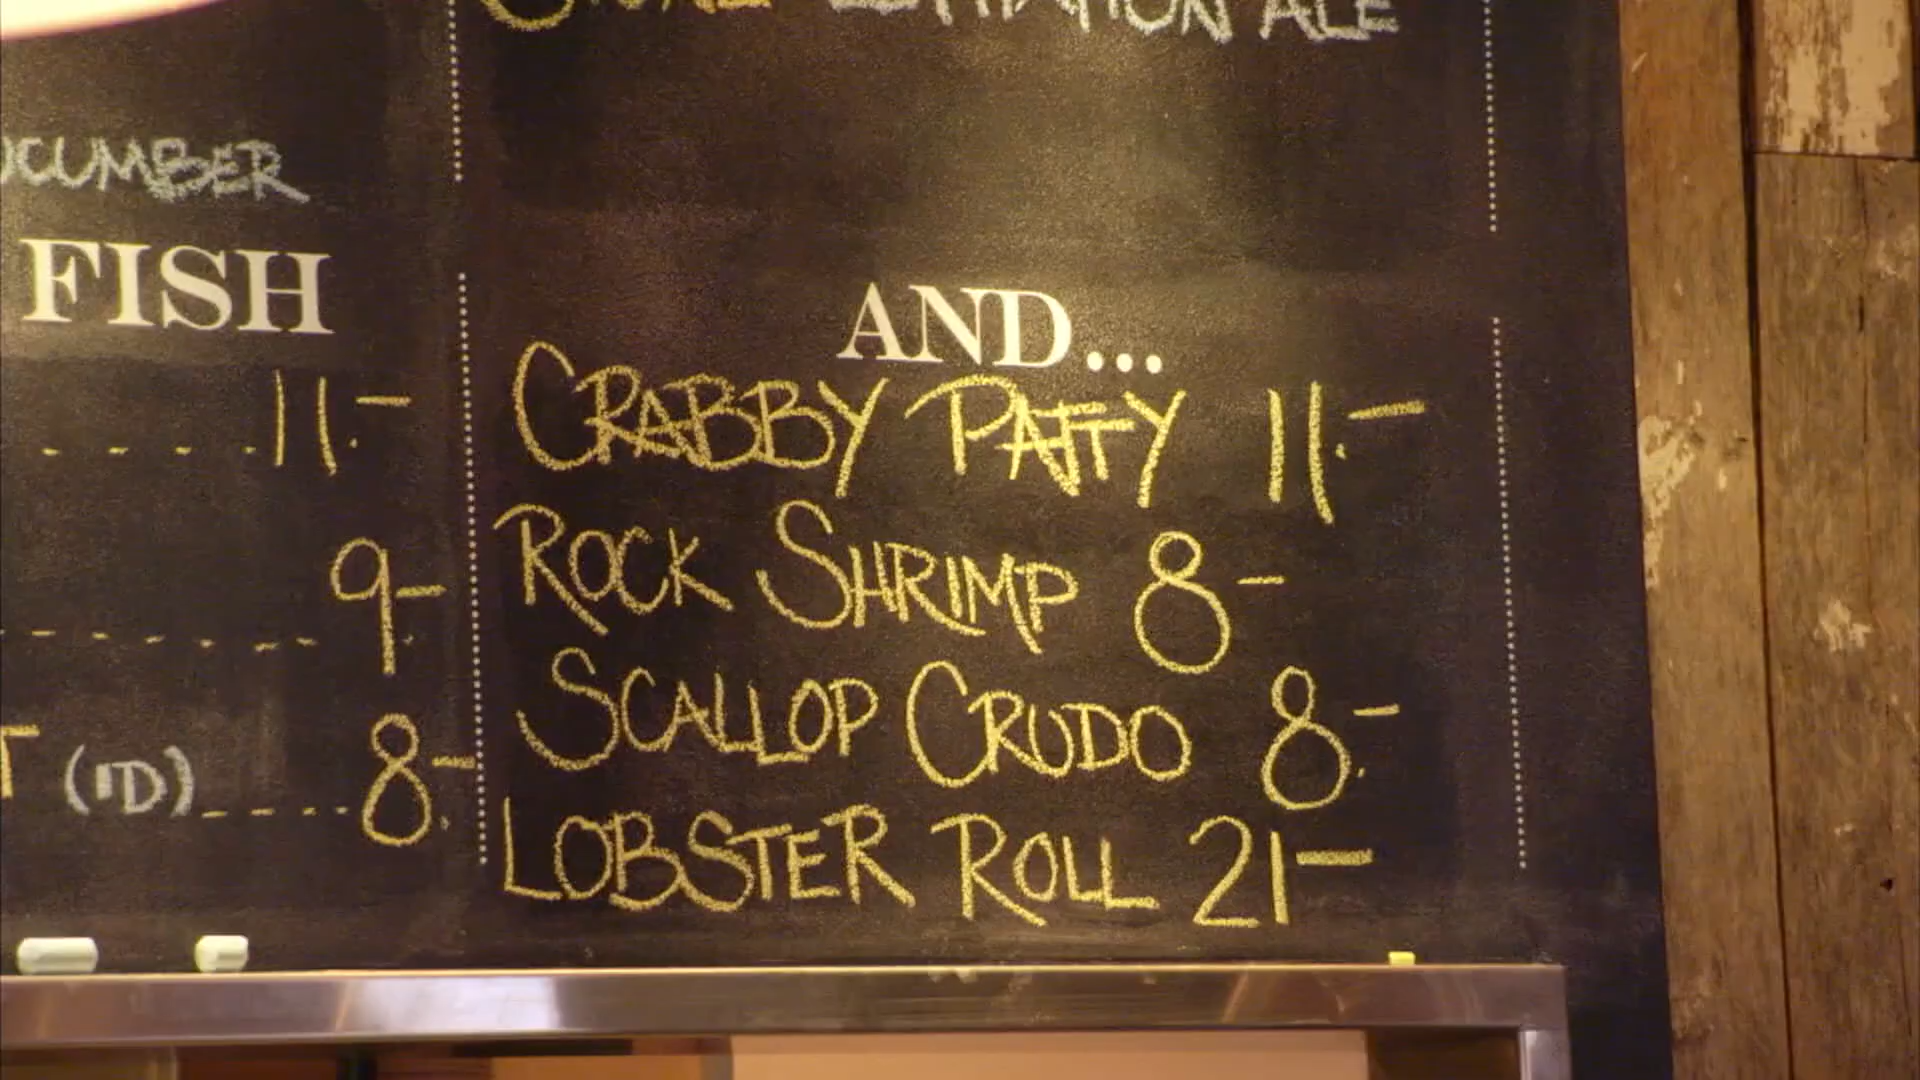 ALE
CUMBER
FISH
11.-
9-
(ID) 8-
AND...
CRABBY PATTY 11.-
ROCK SHRIMP 8-
SCALLOP CRUDO 8.-
LOBSTER ROLL 21-